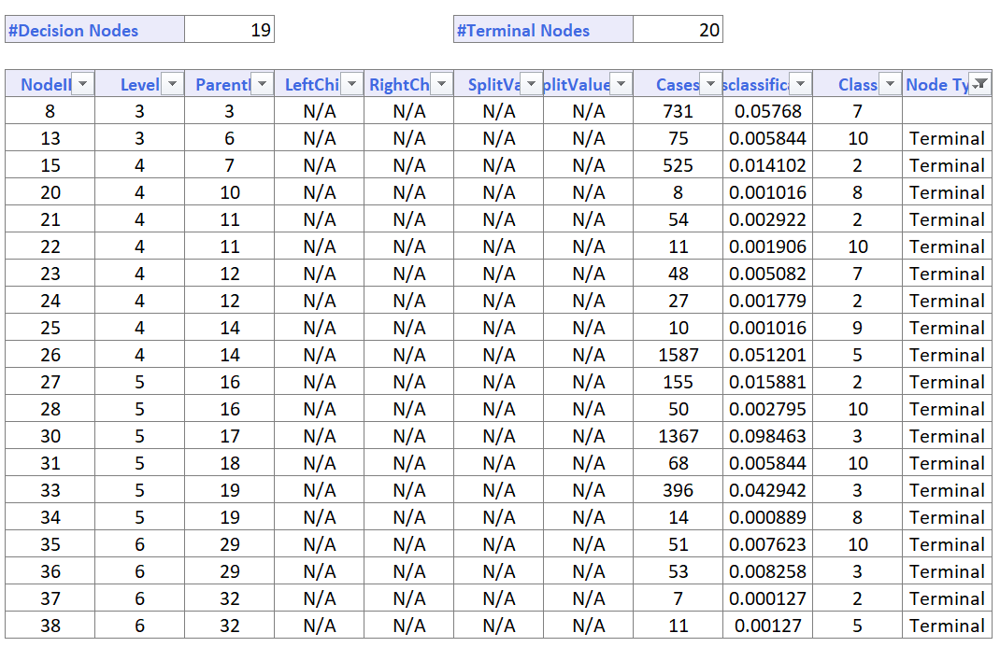 #Decision Nodes 19 #Terminal Nodes 20
NodeI Level ParentI LeftChi RightCh SplitVa plitValue Cases sclassifica Class Node Ty
8 3 3 N/A N/A N/A N/A 731 0.05768 7
13 3 6 N/A N/A N/A N/A 75 0.005844 10 Terminal
15 4 7 N/A N/A N/A N/A 525 0.014102 2 Terminal
20 4 10 N/A N/A N/A N/A 8 0.001016 8 Terminal
21 4 11 N/A N/A N/A N/A 54 0.002922 2 Terminal
22 4 11 N/A N/A N/A N/A 11 0.001906 10 Terminal
23 4 12 N/A N/A N/A N/A 48 0.005082 7 Terminal
24 4 12 N/A N/A N/A N/A 27 0.001779 2 Terminal
25 4 14 N/A N/A N/A N/A 10 0.001016 9 Terminal
26 4 14 N/A N/A N/A N/A 1587 0.051201 5 Terminal
27 5 16 N/A N/A N/A N/A 155 0.015881 2 Terminal
28 5 16 N/A N/A N/A N/A 50 0.002795 10 Terminal
30 5 17 N/A N/A N/A N/A 1367 0.098463 3 Terminal
31 5 18 N/A N/A N/A N/A 68 0.005844 10 Terminal
33 5 19 N/A N/A N/A N/A 396 0.042942 3 Terminal
34 5 19 N/A N/A N/A N/A 14 0.000889 8 Terminal
35 6 29 N/A N/A N/A N/A 51 0.007623 10 Terminal
36 6 29 N/A N/A N/A N/A 53 0.008258 3 Terminal
37 6 32 N/A N/A N/A N/A 7 0.000127 2 Terminal
38 6 32 N/A N/A N/A N/A 11 0.00127 5 Terminal